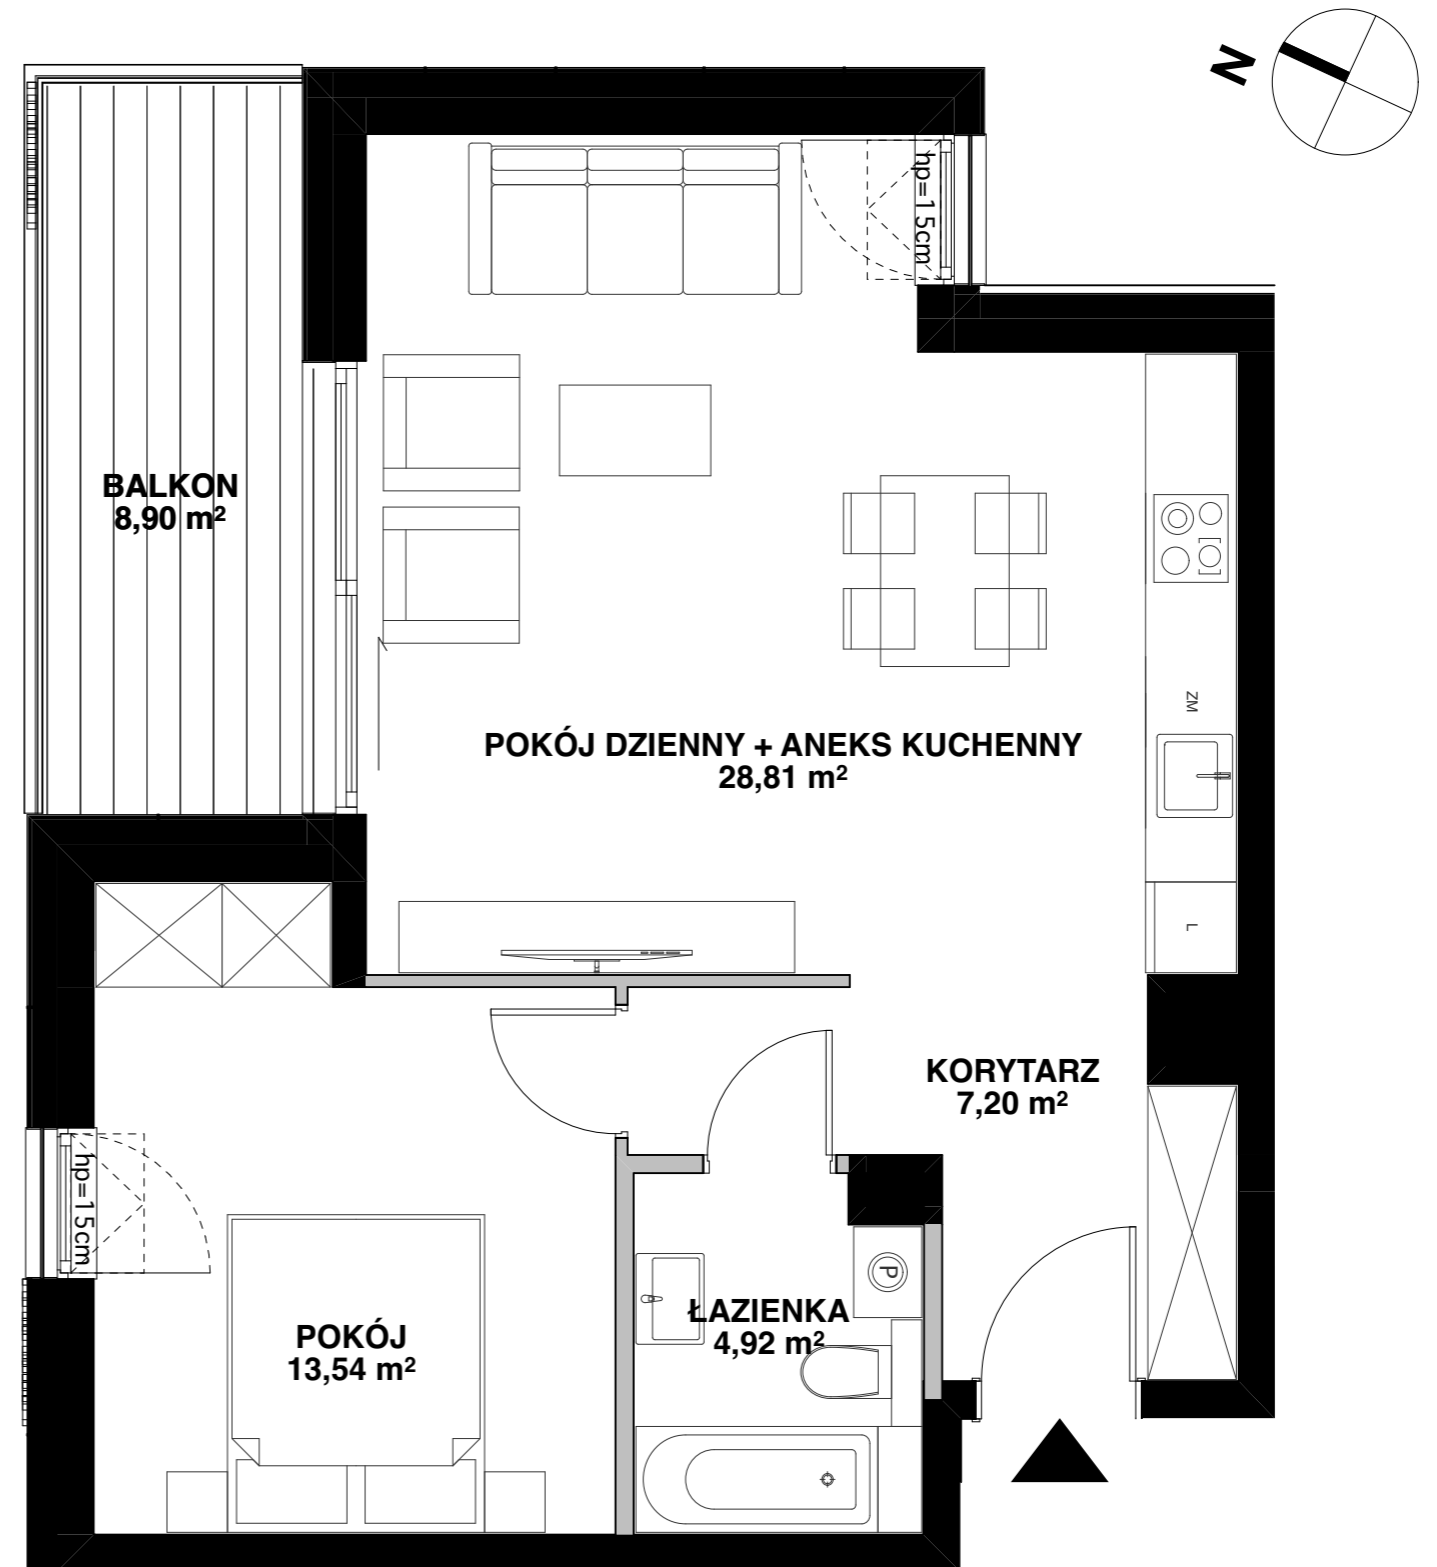 N
hp=15cm
BALKON
8,90 m²
ZM
POKÓJ DZIENNY + ANEKS KUCHENNY
28,81 m²
L
KORYTARZ
7,20 m²
hp=15cm
P
ŁAZIENKA
4,92 m²
POKÓJ
13,54 m²